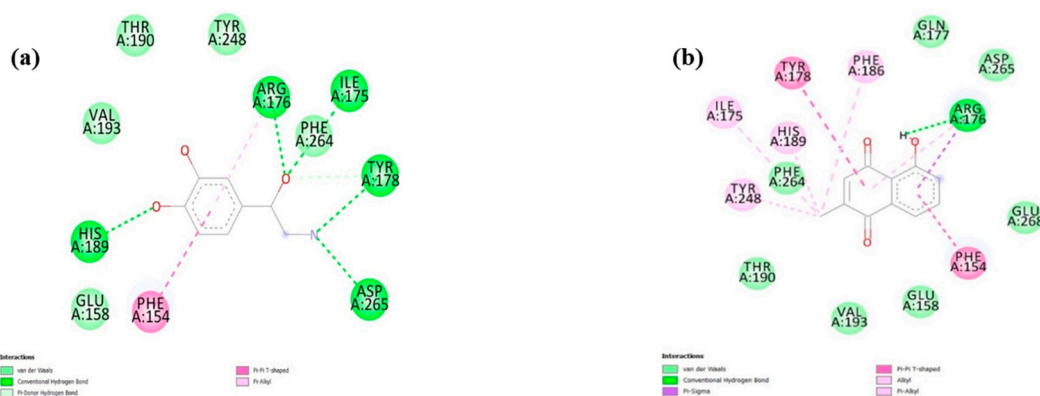 (a)
THR
A:190
TYR
A:248
ARG
A:176
ILE
A:175
VAL
A:193
PHE
A:264
O
TYR
A:178
O
N
HIS
A:189
GLU
A:158
PHE
A:154
ASP
A:265
Interactions
van der Waals
Conventional Hydrogen Bond
Pi-Donor Hydrogen Bond
Pi-Pi T-shaped
Pi-Alkyl
(b)
GLN
A:177
TYR
A:178
PHE
A:186
ASP
A:265
ILE
A:175
ARG
A:176
HIS
A:189
H
O
O
PHE
A:264
TYR
A:248
GLU
A:268
O
THR
A:190
PHE
A:154
GLU
A:158
VAL
A:193
Interactions
van der Waals
Conventional Hydrogen Bond
Pi-Sigma
Pi-Pi T-shaped
Alkyl
Pi-Alkyl